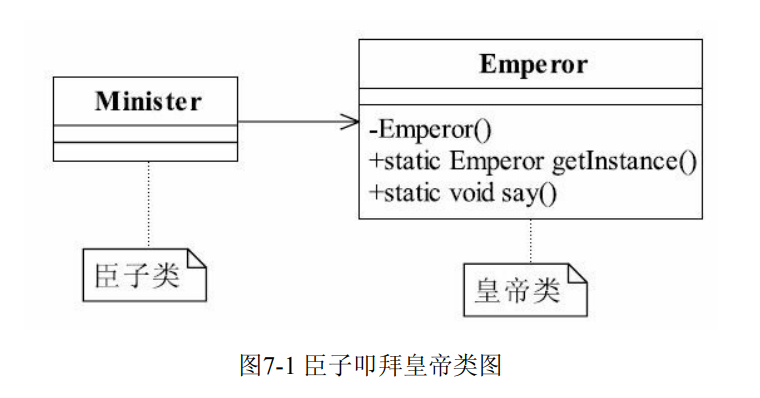 Minister
Emperor
-Emperor()
+static Emperor getInstance()
+static void say()
臣子类
皇帝类
图7-1 臣子叩拜皇帝类图